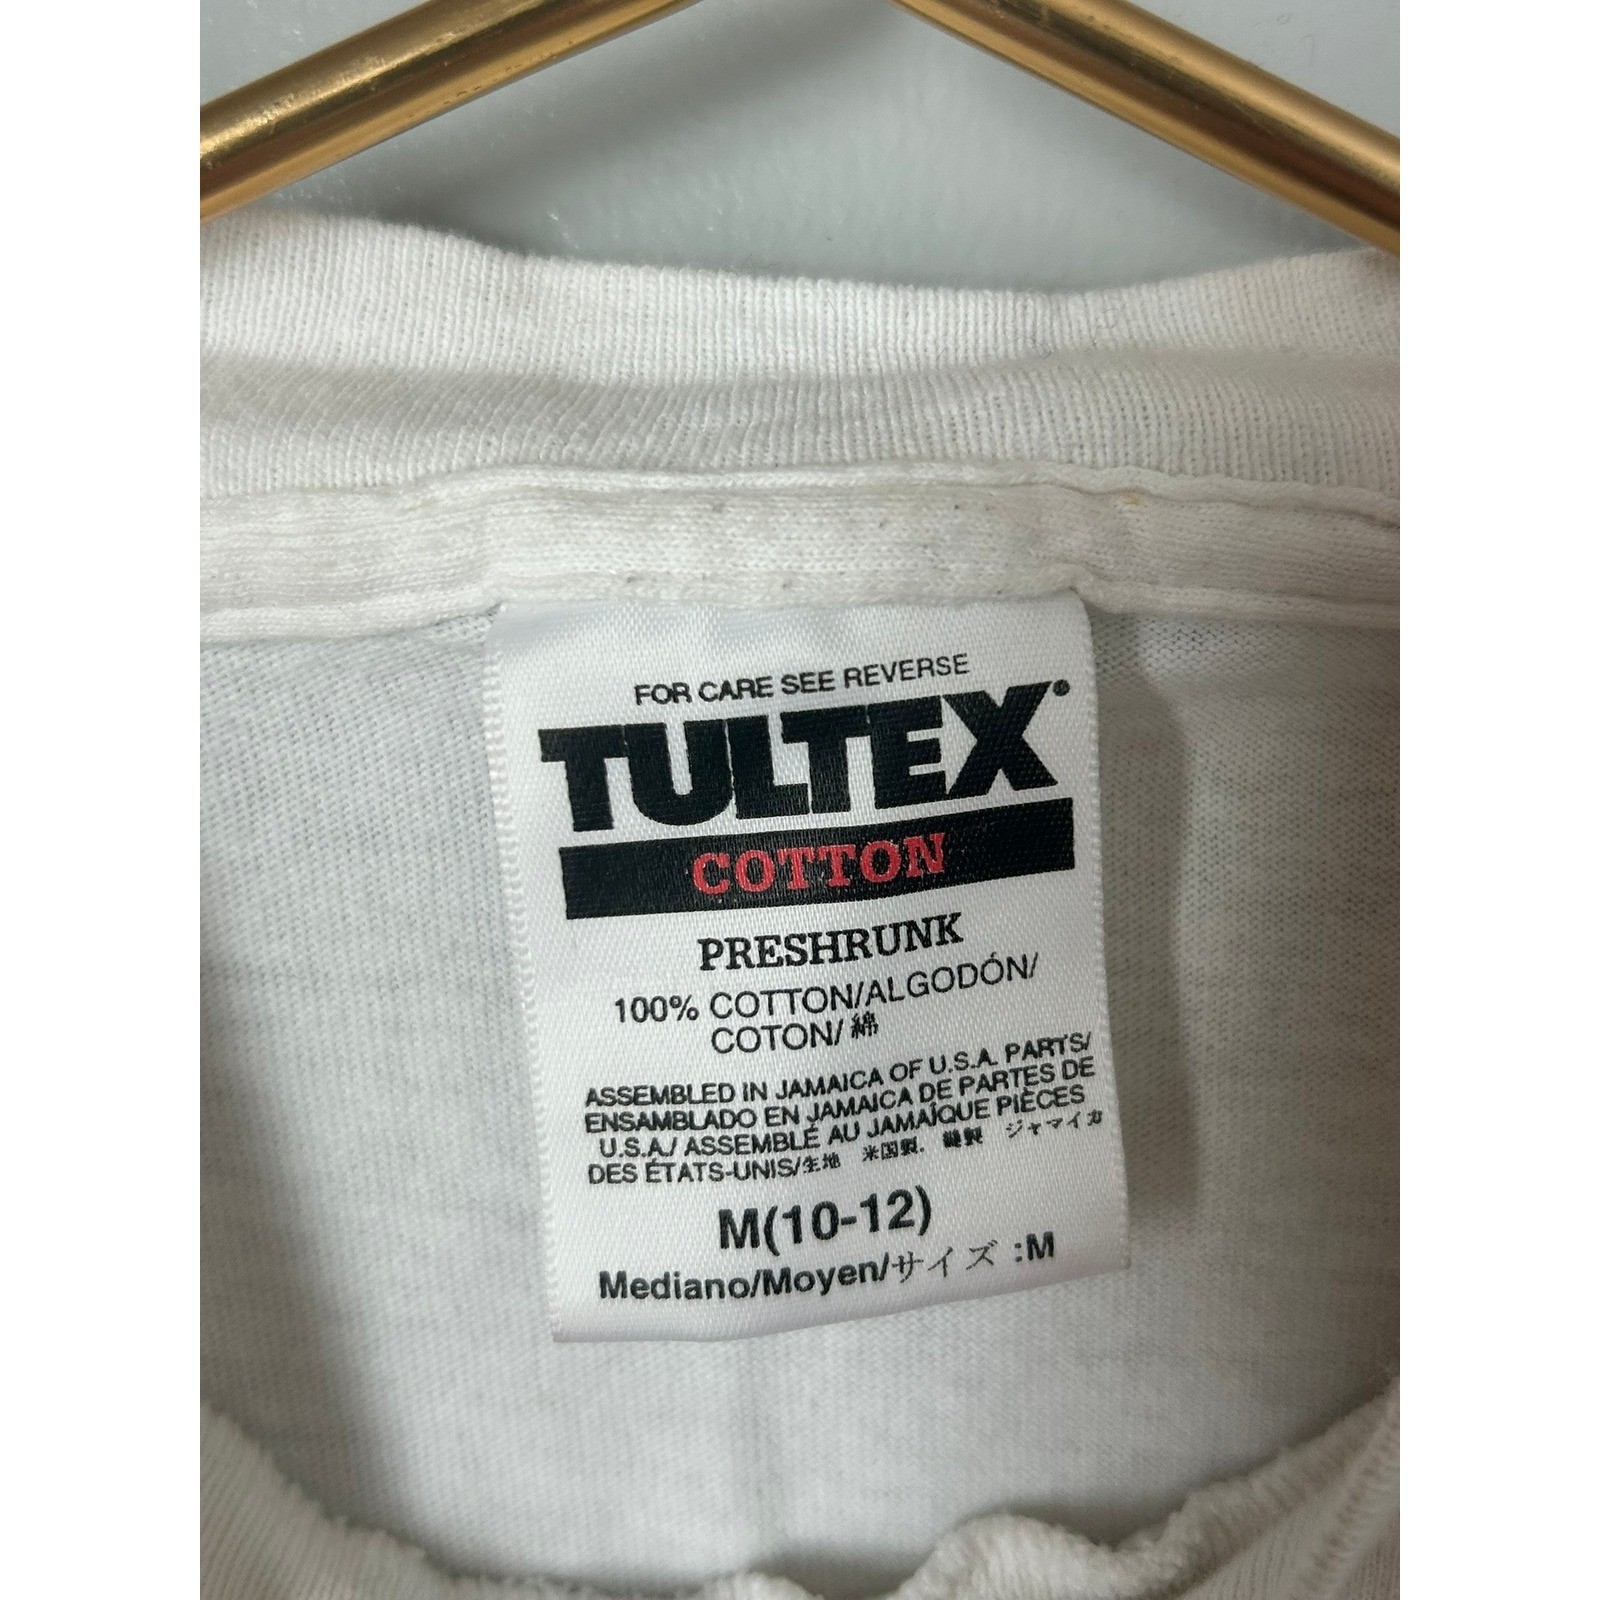 FOR CARE SEE REVERSE
TULTEX®
COTTON
PRESHRUNK
100% COTTON/ALGODÓN/
COTON/綿
ASSEMBLED IN JAMAICA OF U.S.A. PARTS/
ENSAMBLADO EN JAMAICA DE PARTES DE
U.S.A./ ASSEMBLÉ AU JAMAÏQUE PIÈCES
DES ÉTATS-UNIS/生地 米国製. 縫製 ジャマイカ
M(10-12)
Mediano/Moyen/サイズ :M